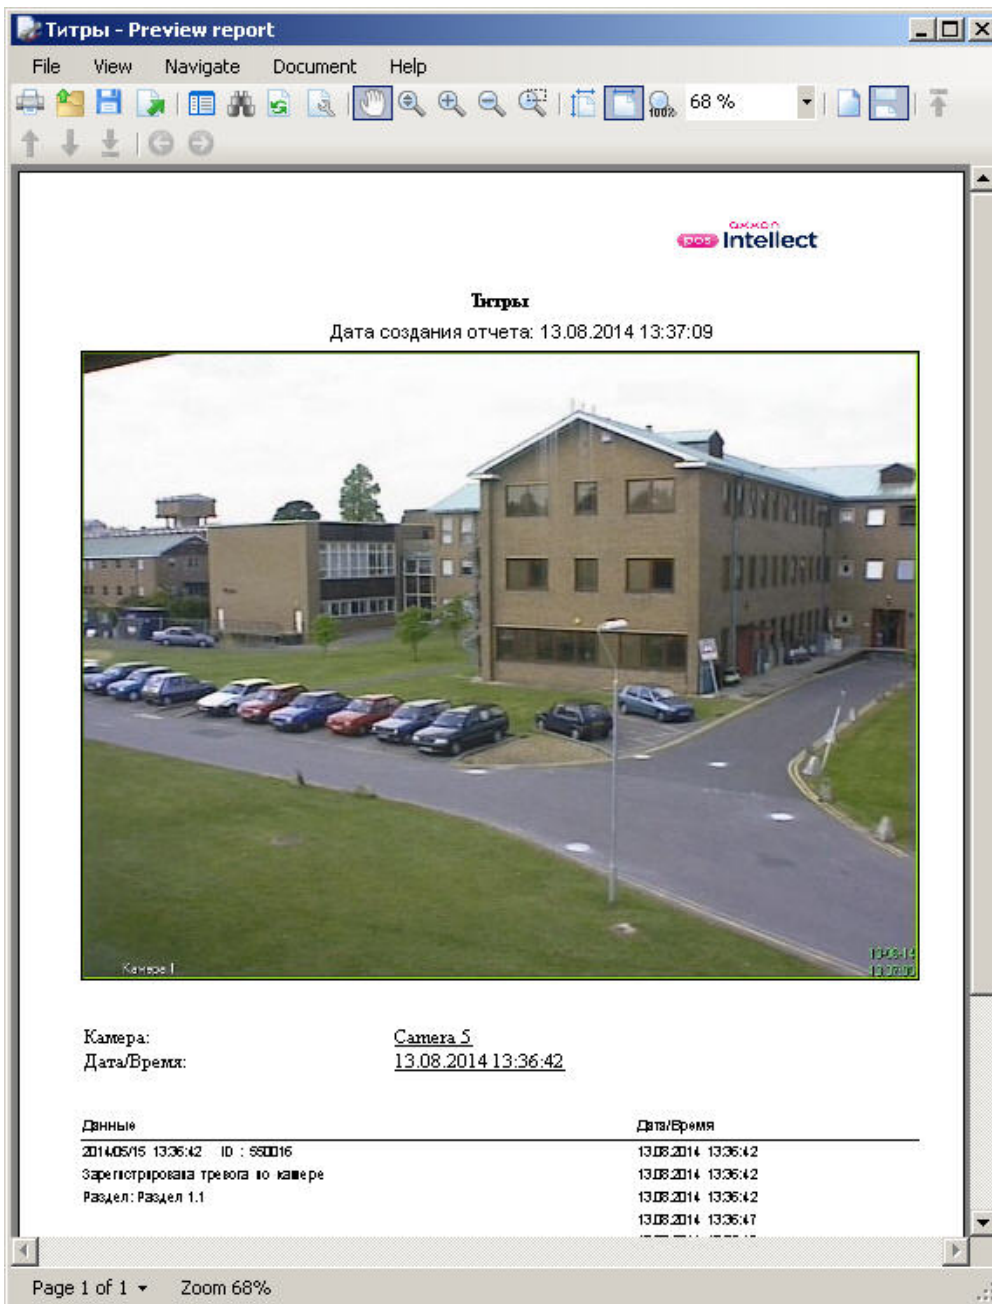 Титры - Preview report
File View Navigate Document Help
100% 68 %
axxon
pos Intellect
Титры
Дата создания отчета: 13.08.2014 13:37:09
Камера 1
Камера: Camera 5
Дата/Время: 13.08.2014 13:36:42
Данные Дата/Время
2014/05/15 13:36:42 ID : 550016 13.08.2014 13:36:42
Зарегистрирована тревога по камере 13.08.2014 13:36:42
Раздел: Раздел 1.1 13.08.2014 13:36:42
13.08.2014 13:36:47
Page 1 of 1 Zoom 68%